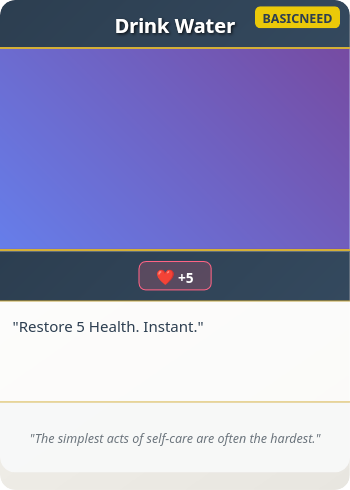 Drink Water
BASICNEED
❤️ +5
"Restore 5 Health. Instant."
"The simplest acts of self-care are often the hardest."